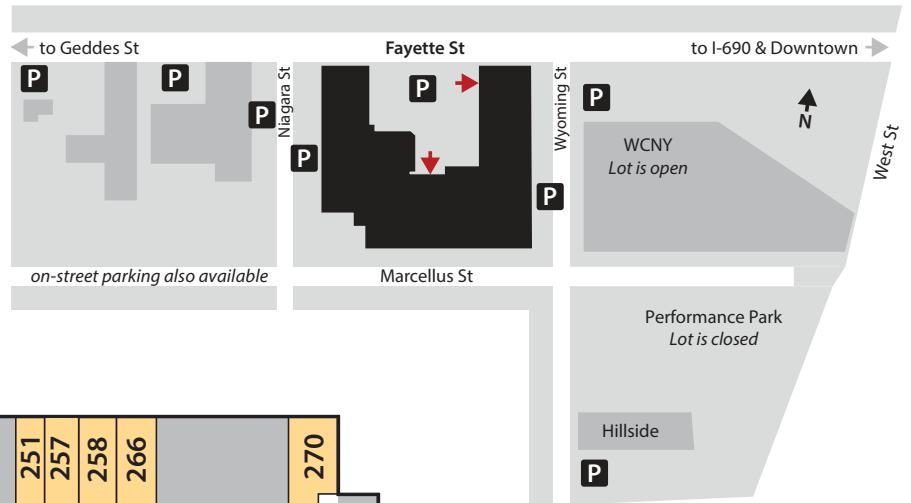 to Geddes St
Fayette St
to I-690 & Downtown
P
P
P
P
P
P
P
Niagara St
Wyoming St
N
West St
WCNY
Lot is open
on-street parking also available
Marcellus St
Performance Park
Lot is closed
Hillside
P
251
257
258
266
270